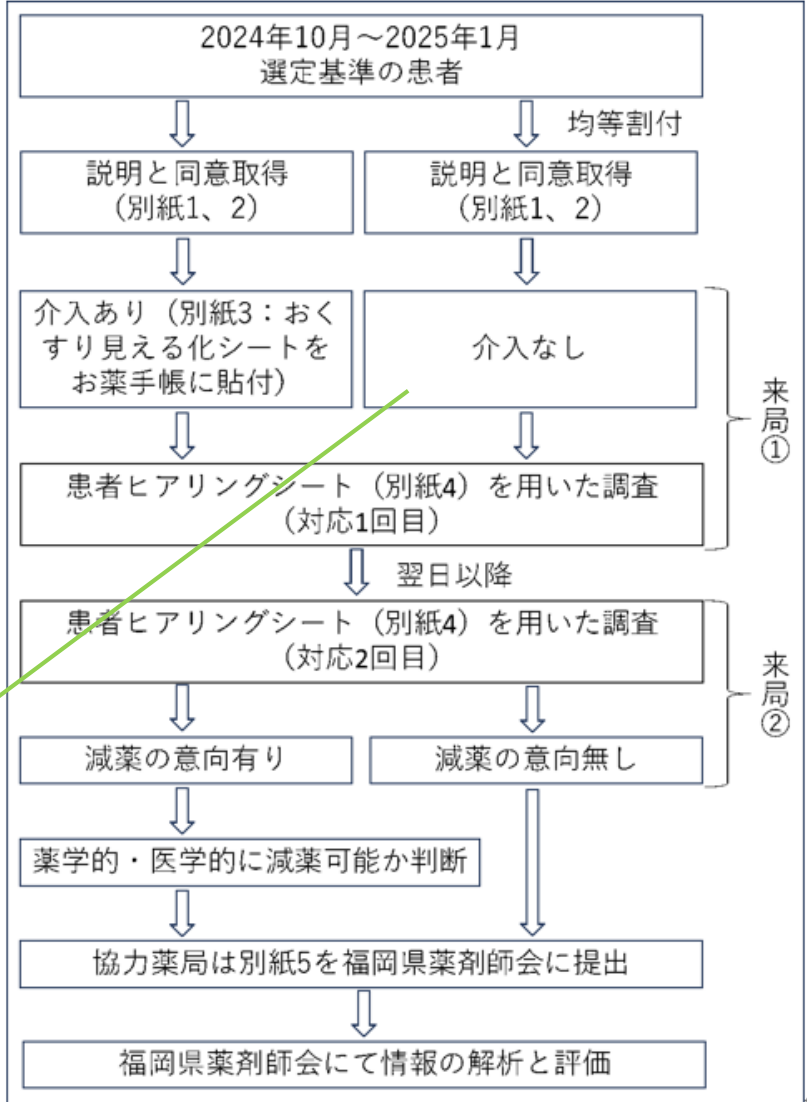 2024年10月～2025年1月
選定基準の患者
均等割付
説明と同意取得
（別紙1、2）
説明と同意取得
（別紙1、2）
介入あり（別紙3：おく
すり見える化シートを
お薬手帳に貼付）
介入なし
患者ヒアリングシート（別紙4）を用いた調査
（対応1回目）
来局①
翌日以降
患者ヒアリングシート（別紙4）を用いた調査
（対応2回目）
減薬の意向有り
減薬の意向無し
来局②
薬学的・医学的に減薬可能か判断
協力薬局は別紙5を福岡県薬剤師会に提出
福岡県薬剤師会にて情報の解析と評価